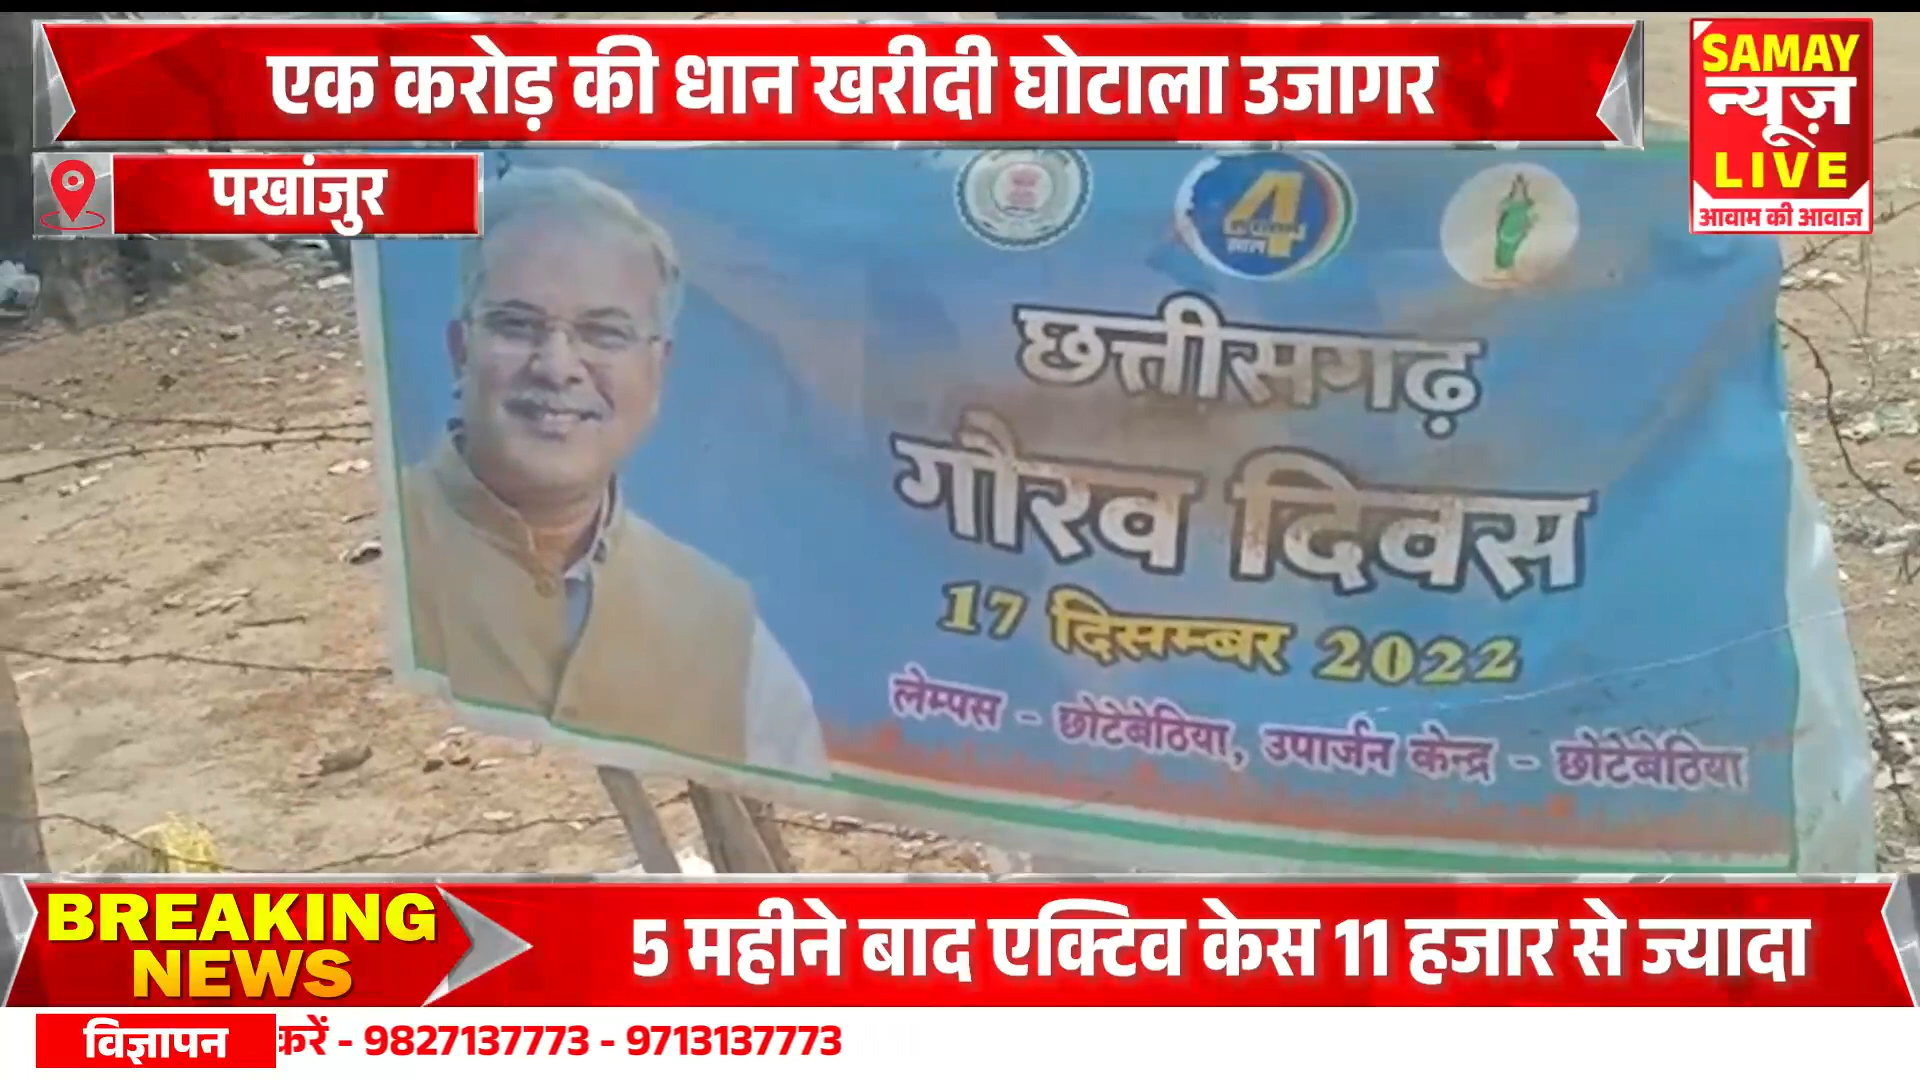 एक करोड़ की धान खरीदी घोटाला उजागर
SAMAY
न्यूज़
LIVE
आवाम की आवाज
पखांजुर
4
साल
छत्तीसगढ़
गौरव दिवस
17 दिसम्बर 2022
लेम्पस - छोटेबेठिया, उपार्जन केन्द्र - छोटेबेठिया
BREAKING
NEWS
5 महीने बाद एक्टिव केस 11 हजार से ज्यादा
विज्ञापन
करें - 9827137773 - 9713137773